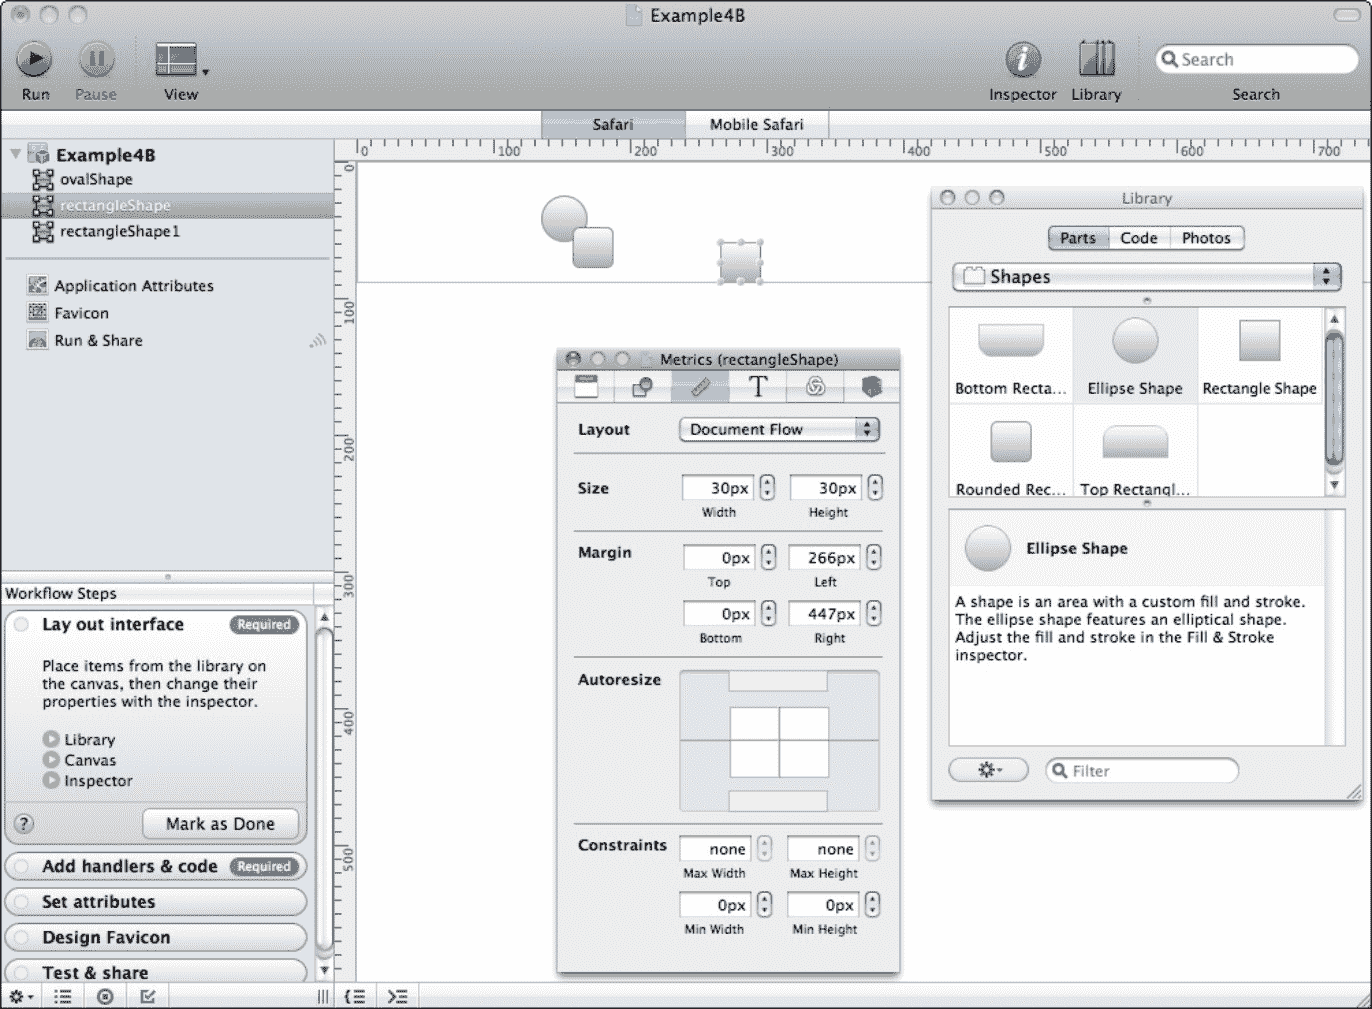 Example4B
Run Pause View Inspector Library Search
Search
Safari Mobile Safari
Example4B
ovalShape
rectangleShape
rectangleShape1
Application Attributes
Favicon
Run & Share
0 100 200 300 400 500 600 700
0
100
200
300
400
500
Workflow Steps
Lay out interface Required
Place items from the library on
the canvas, then change their
properties with the inspector.
Library
Canvas
Inspector
? Mark as Done
Add handlers & code Required
Set attributes
Design Favicon
Test & share
Metrics (rectangleShape)
T
Layout Document Flow
Size 30px 30px
Width Height
Margin 0px 266px
Top Left
0px 447px
Bottom Right
Autoresize
Constraints none none
Max Width Max Height
0px 0px
Min Width Min Height
Library
Parts Code Photos
Shapes
Bottom Recta... Ellipse Shape Rectangle Shape
Rounded Rec... Top Rectangl...
Ellipse Shape
A shape is an area with a custom fill and stroke.
The ellipse shape features an elliptical shape.
Adjust the fill and stroke in the Fill & Stroke
inspector.
Filter